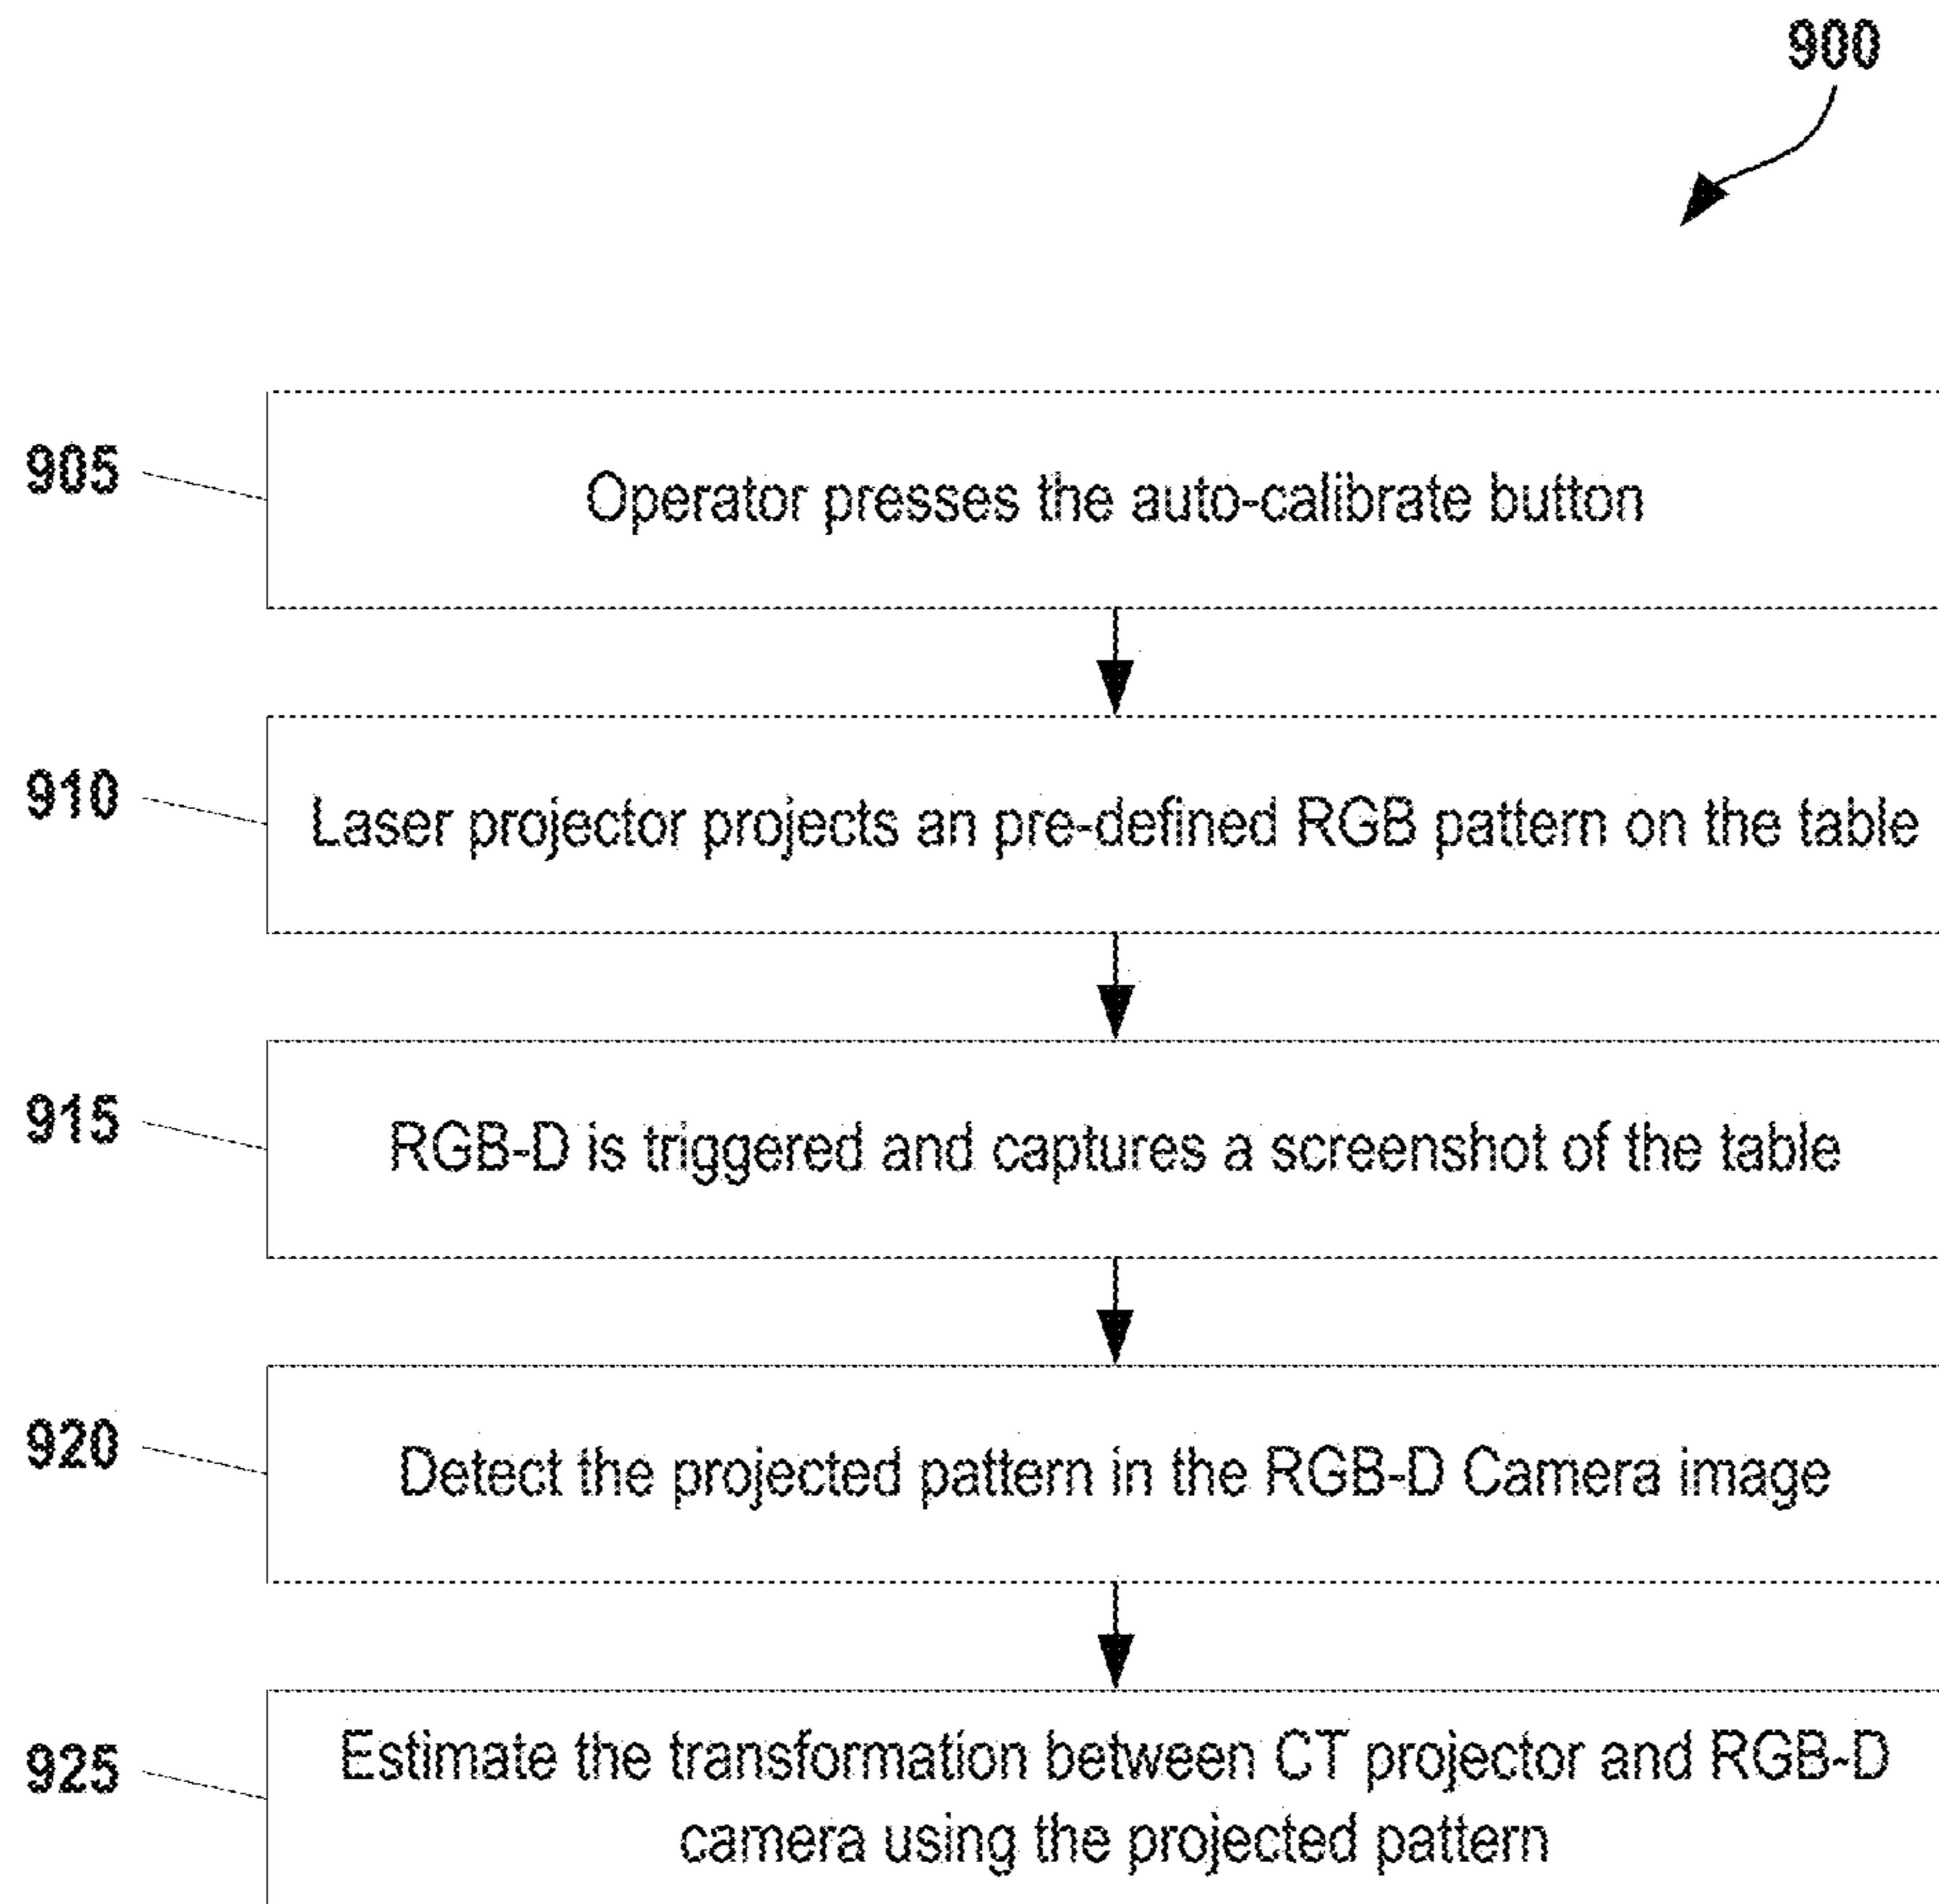 900
905
Operator presses the auto-calibrate button
910
Laser projector projects an pre-defined RGB pattern on the table
915
RGB-D is triggered and captures a screenshot of the table
920
Detect the projected pattern in the RGB-D Camera image
925
Estimate the transformation between CT projector and RGB-D
camera using the projected pattern